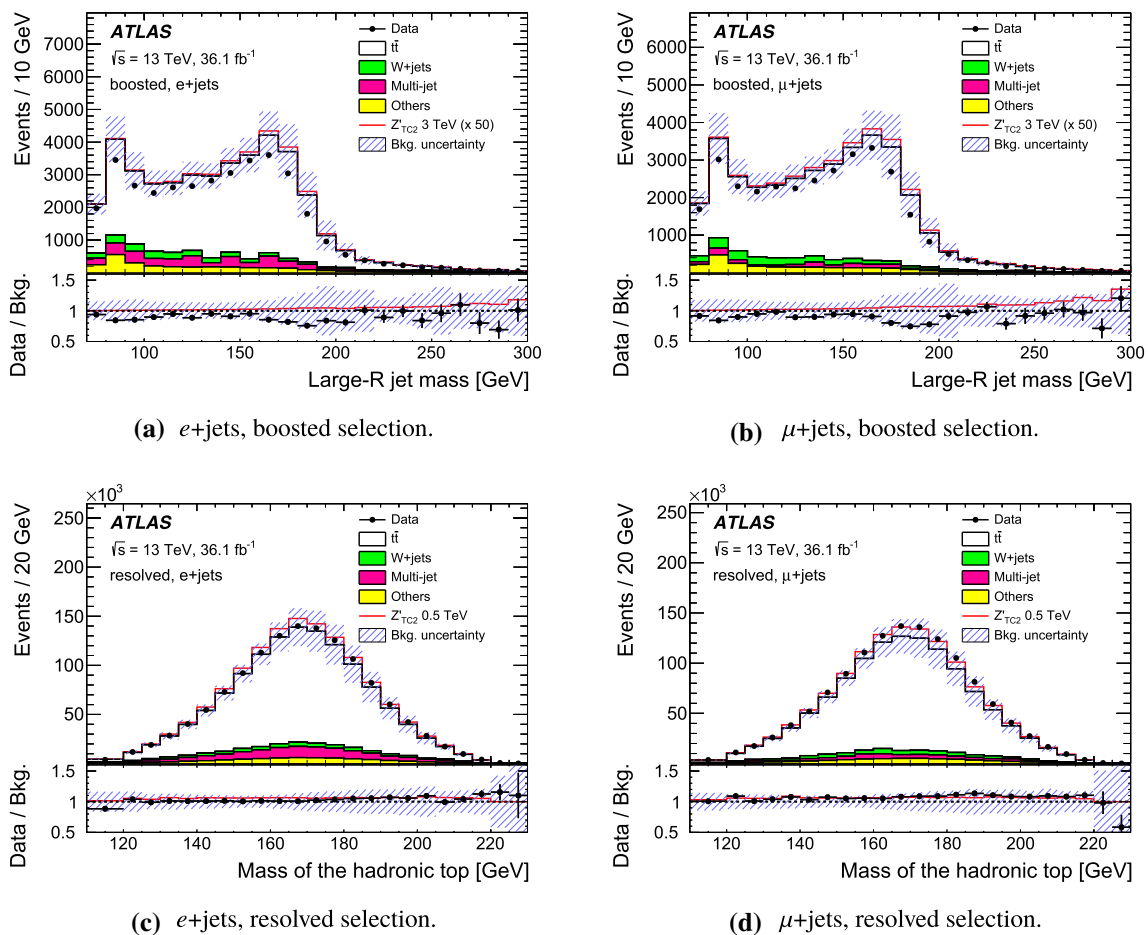 Events / 10 GeV
7000
6000
5000
4000
3000
2000
1000
ATLAS
√s = 13 TeV, 36.1 fb⁻¹
boosted, e+jets
Data
tt̄
W+jets
Multi-jet
Others
Z'TC2 3 TeV (x 50)
Bkg. uncertainty
Data / Bkg.
1.5
1
0.5
100 150 200 250 300
Large-R jet mass [GeV]
(a) e+jets, boosted selection.
Events / 10 GeV
6000
5000
4000
3000
2000
1000
ATLAS
√s = 13 TeV, 36.1 fb⁻¹
boosted, μ+jets
Data
tt̄
W+jets
Multi-jet
Others
Z'TC2 3 TeV (x 50)
Bkg. uncertainty
Data / Bkg.
1.5
1
0.5
100 150 200 250 300
Large-R jet mass [GeV]
(b) μ+jets, boosted selection.
×10³
Events / 20 GeV
250
200
150
100
50
ATLAS
√s = 13 TeV, 36.1 fb⁻¹
resolved, e+jets
Data
tt̄
W+jets
Multi-jet
Others
Z'TC2 0.5 TeV
Bkg. uncertainty
Data / Bkg.
1.5
1
0.5
120 140 160 180 200 220
Mass of the hadronic top [GeV]
(c) e+jets, resolved selection.
×10³
Events / 20 GeV
250
200
150
100
50
ATLAS
√s = 13 TeV, 36.1 fb⁻¹
resolved, μ+jets
Data
tt̄
W+jets
Multi-jet
Others
Z'TC2 0.5 TeV
Bkg. uncertainty
Data / Bkg.
1.5
1
0.5
120 140 160 180 200 220
Mass of the hadronic top [GeV]
(d) μ+jets, resolved selection.